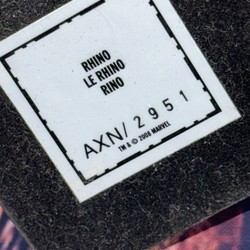 RHINO
LE RHINO
RINO
AXN/2951
TM & © 2008 MARVEL